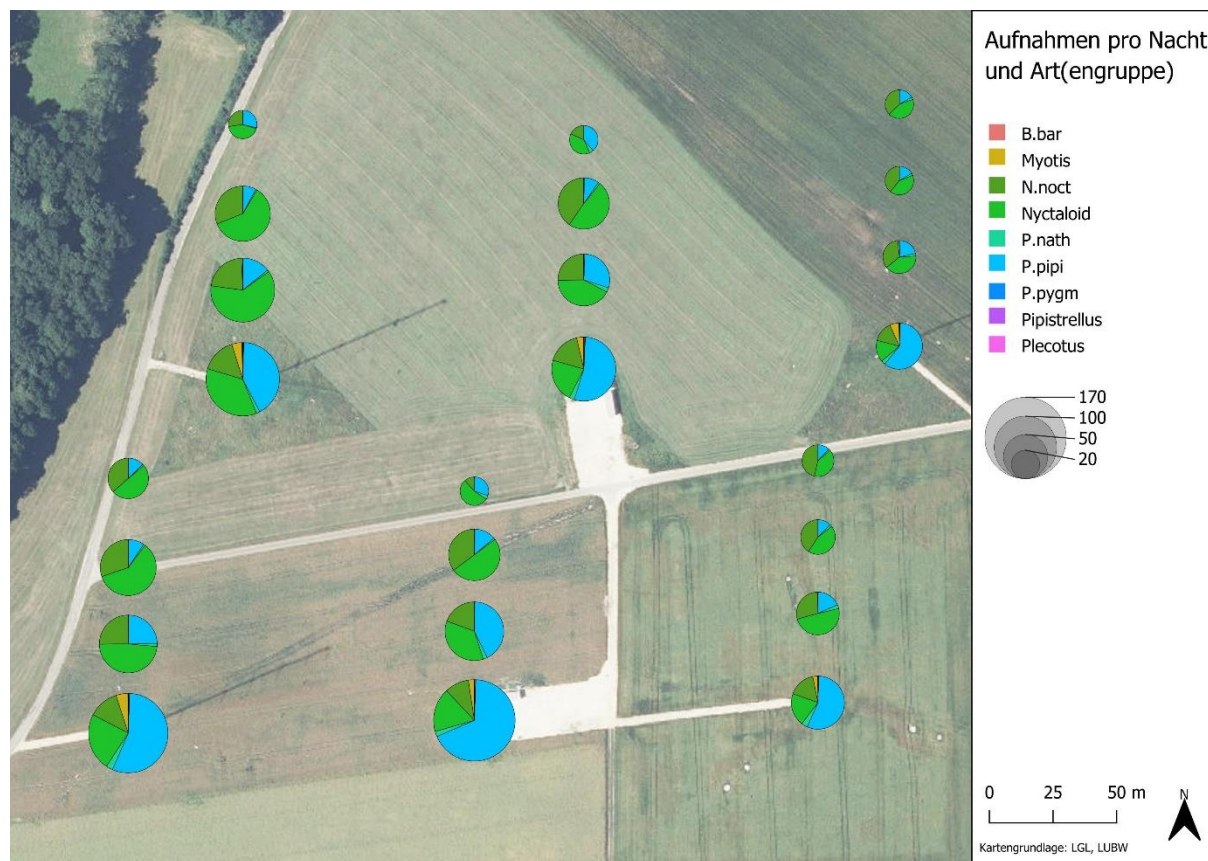 Aufnahmen pro Nacht
und Art(engruppe)
B.bar
Myotis
N.noct
Nyctaloid
P.nath
P.pipi
P.pygm
Pipistrellus
Plecotus
170
100
50
20
0 25 50 m
N
Kartengrundlage: LGL, LUBW